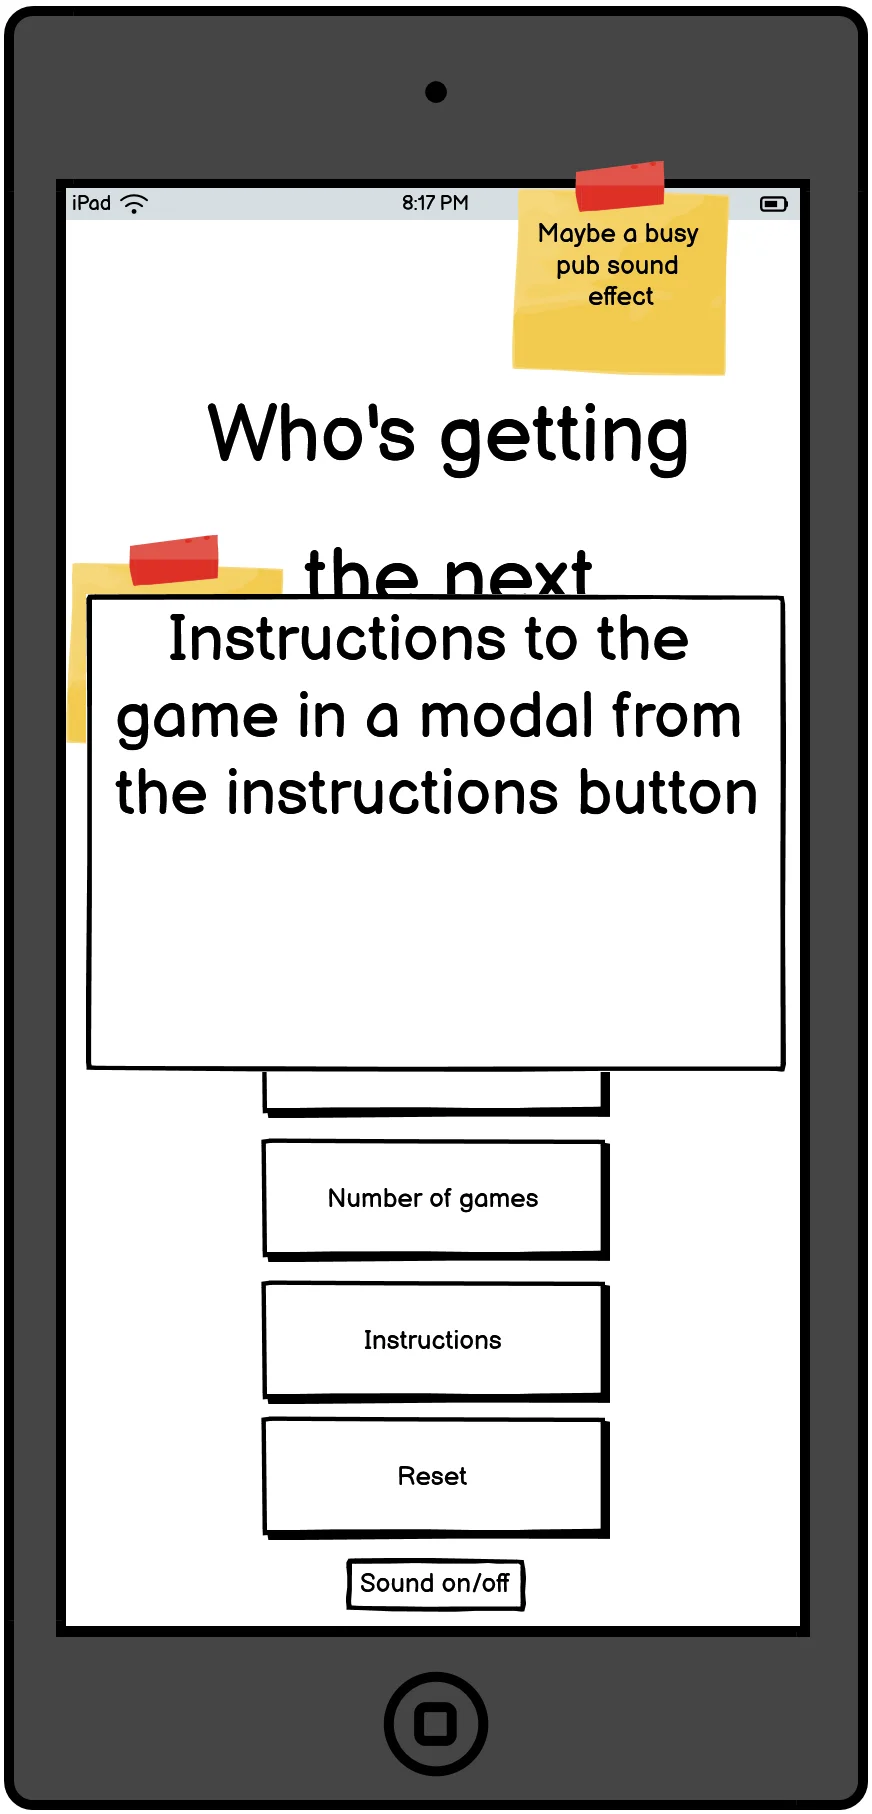 iPad
8:17 PM
Maybe a busy
pub sound
effect
Who's getting
the next
Instructions to the
game in a modal from
the instructions button
Number of games
Instructions
Reset
Sound on/off